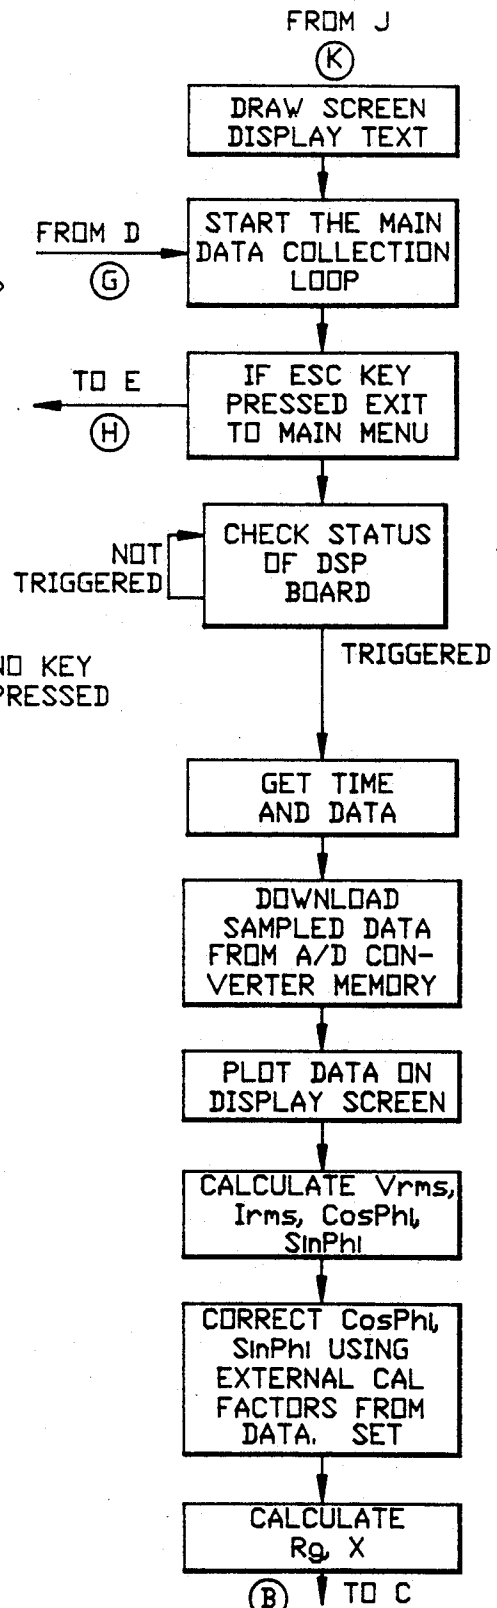 FROM J
K
DRAW SCREEN
DISPLAY TEXT
FROM D
G
START THE MAIN
DATA COLLECTION
LOOP
TO E
H
IF ESC KEY
PRESSED EXIT
TO MAIN MENU
CHECK STATUS
OF DSP
BOARD
NOT
TRIGGERED
TRIGGERED
NO KEY
PRESSED
GET TIME
AND DATA
DOWNLOAD
SAMPLED DATA
FROM A/D CON-
VERTER MEMORY
PLOT DATA ON
DISPLAY SCREEN
CALCULATE Vrms,
Irms, CosPhi,
SinPhi
CORRECT CosPhi,
SinPhi USING
EXTERNAL CAL
FACTORS FROM
DATA. SET
CALCULATE
Rg, X
B
TO C